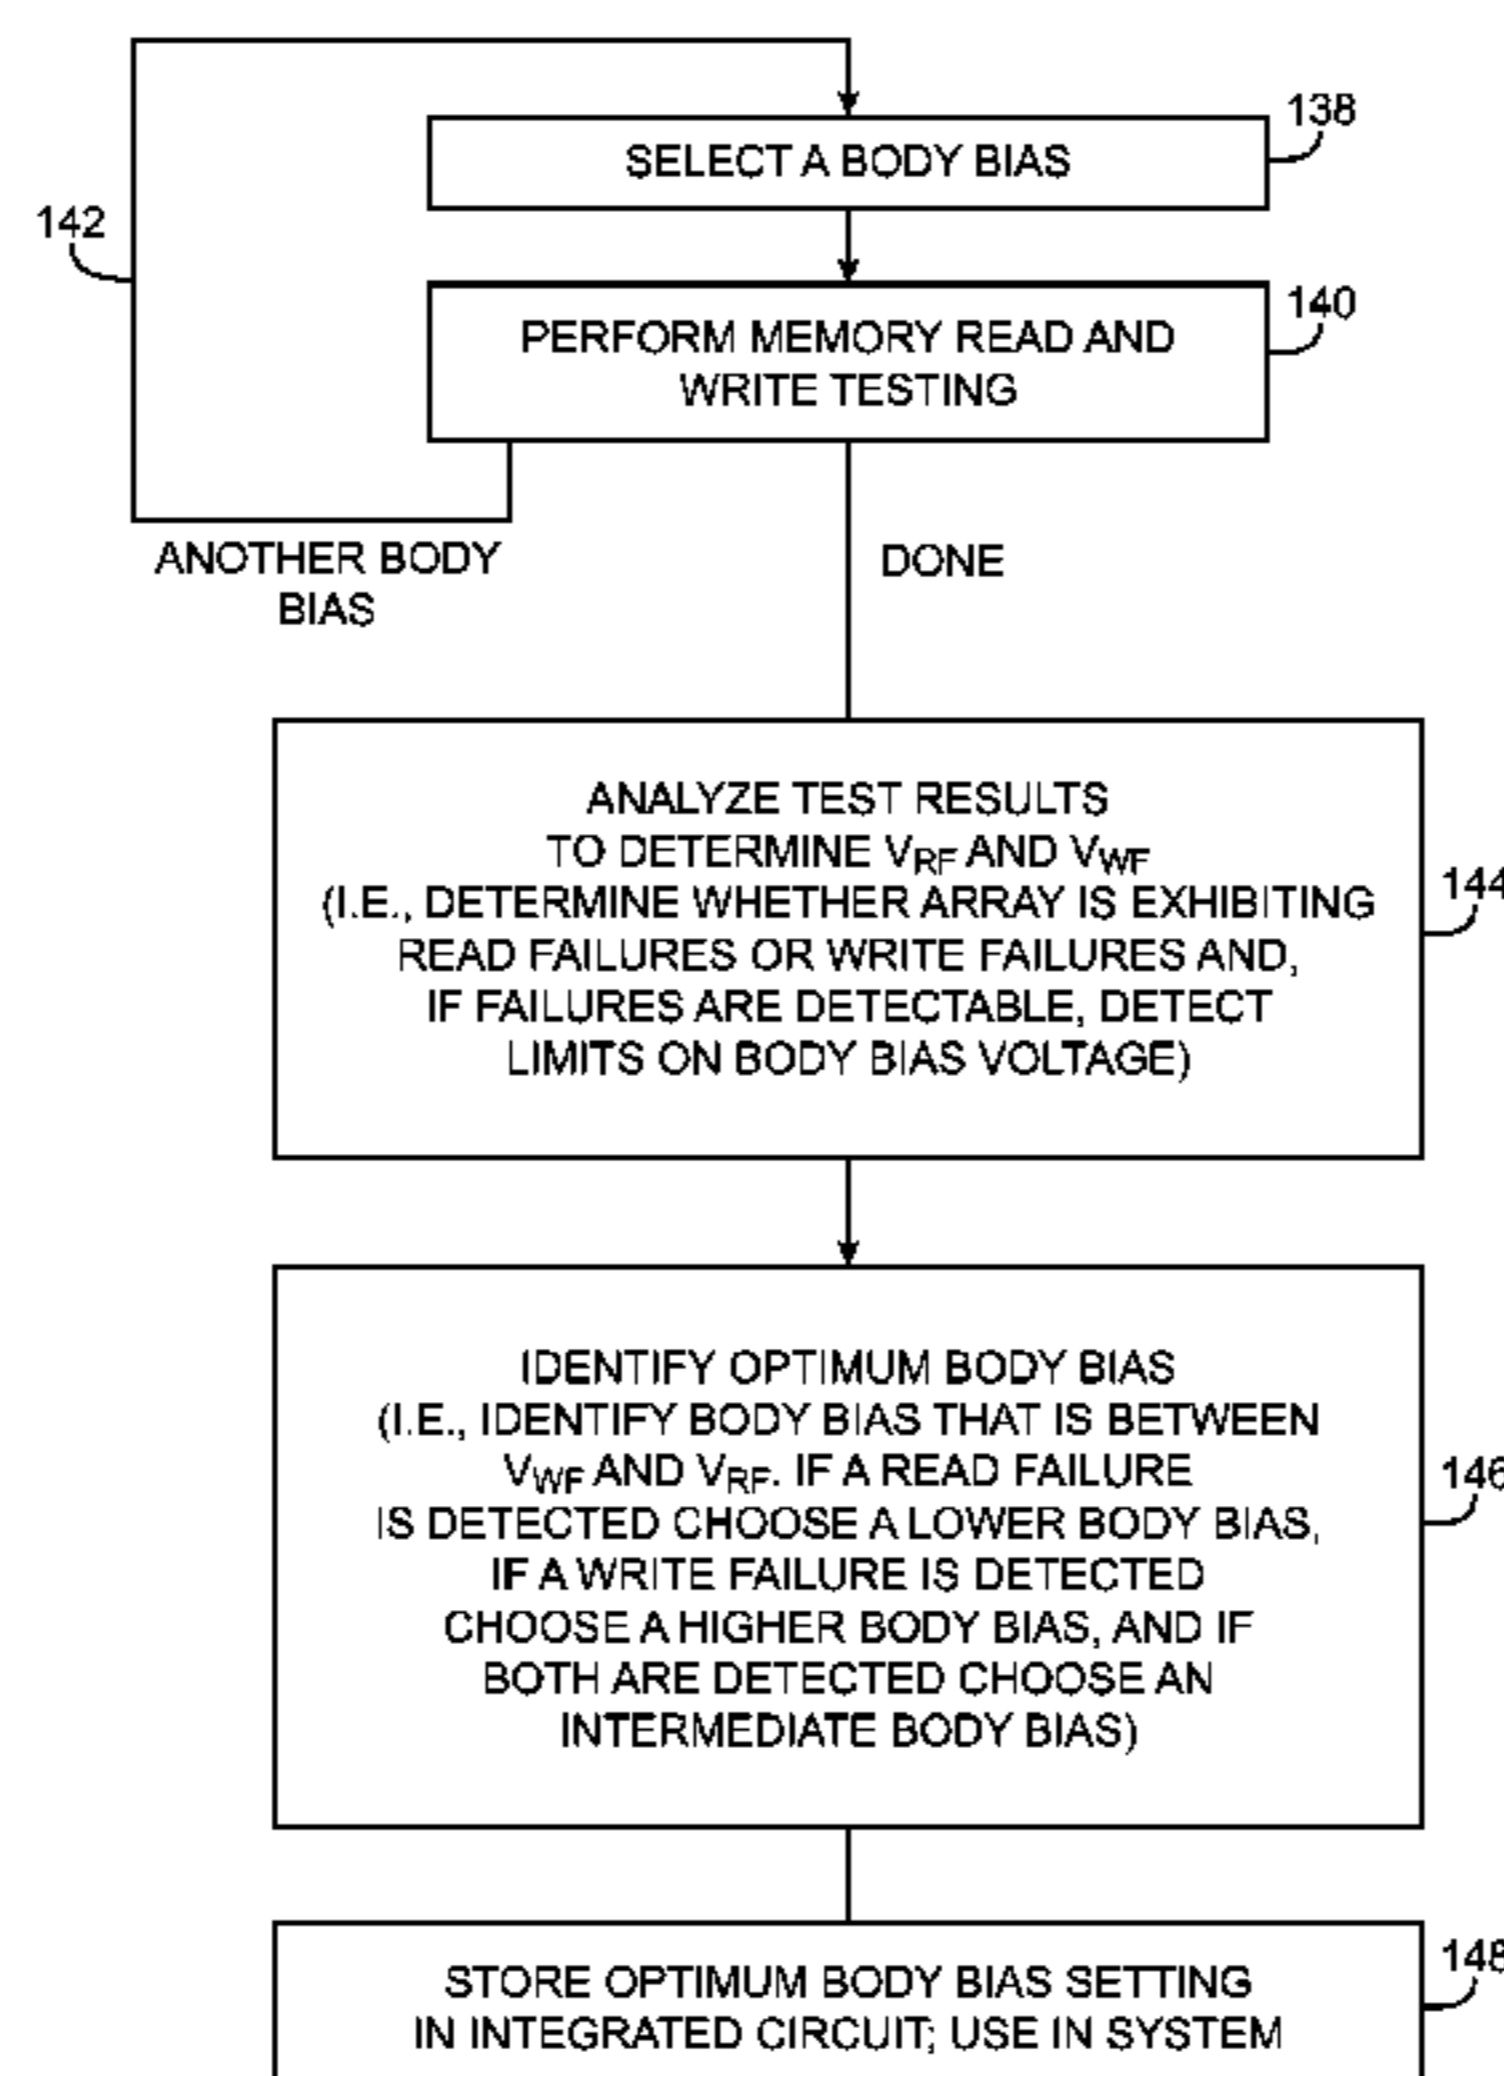 138
SELECT A BODY BIAS
142
140
PERFORM MEMORY READ AND
WRITE TESTING
ANOTHER BODY
BIAS
DONE
ANALYZE TEST RESULTS
TO DETERMINE VRF AND VWF
144
(I.E., DETERMINE WHETHER ARRAY IS EXHIBITING
READ FAILURES OR WRITE FAILURES AND,
IF FAILURES ARE DETECTABLE, DETECT
LIMITS ON BODY BIAS VOLTAGE)
IDENTIFY OPTIMUM BODY BIAS
(I.E., IDENTIFY BODY BIAS THAT IS BETWEEN
VWF AND VRF. IF A READ FAILURE
146
IS DETECTED CHOOSE A LOWER BODY BIAS,
IF A WRITE FAILURE IS DETECTED
CHOOSE A HIGHER BODY BIAS, AND IF
BOTH ARE DETECTED CHOOSE AN
INTERMEDIATE BODY BIAS)
148
STORE OPTIMUM BODY BIAS SETTING
IN INTEGRATED CIRCUIT; USE IN SYSTEM